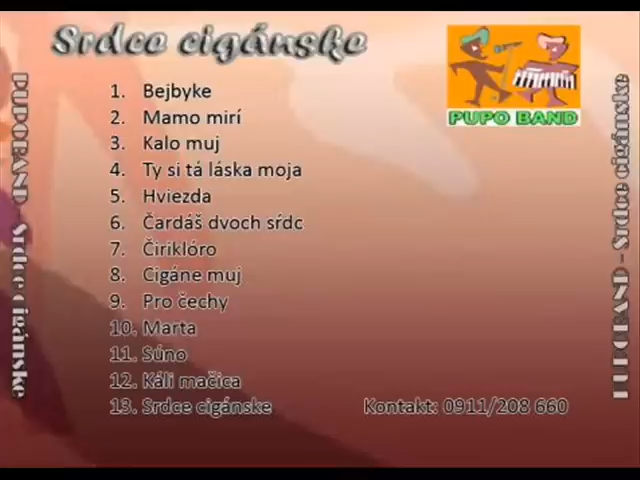 Srdce cigánske
PUPO BAND
1. Bejbyke
2. Mamo mirí
3. Kalo muj
4. Ty si tá láska moja
5. Hviezda
6. Čardáš dvoch sŕdc
7. Čiriklóro
8. Cigáne muj
9. Pro čechy
10. Marta
11. Súno
12. Káli mačica
13. Srdce cigánske
Kontakt: 0911/208 660
PUPOBAND - Srdce cigánske
PUPOBAND - Srdce cigánske